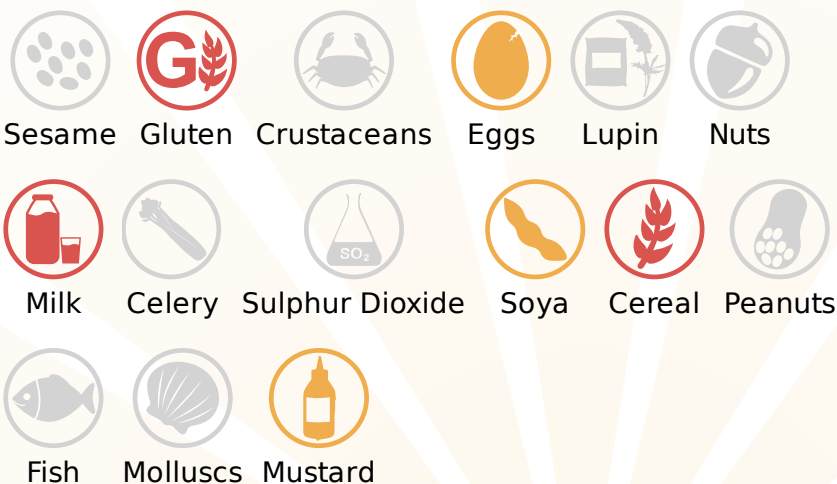 G
Sesame Gluten Crustaceans Eggs Lupin Nuts
SO₂
Milk Celery Sulphur Dioxide Soya Cereal Peanuts
Fish Molluscs Mustard